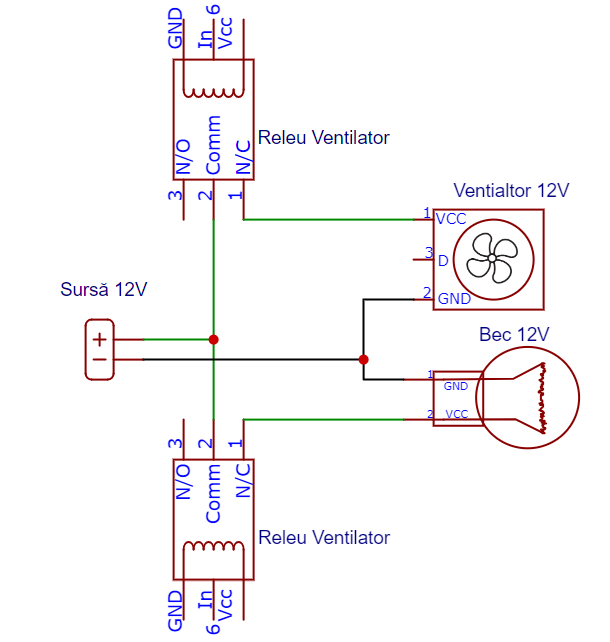 GND
In
6
Vcc
N/O
Comm
N/C
Releu Ventilator
3
2
1
Ventialtor 12V
1 VCC
3 D
2 GND
Sursă 12V
+
−
Bec 12V
1 GND
2 VCC
3
2
1
N/O
Comm
N/C
Releu Ventilator
GND
In
6
Vcc